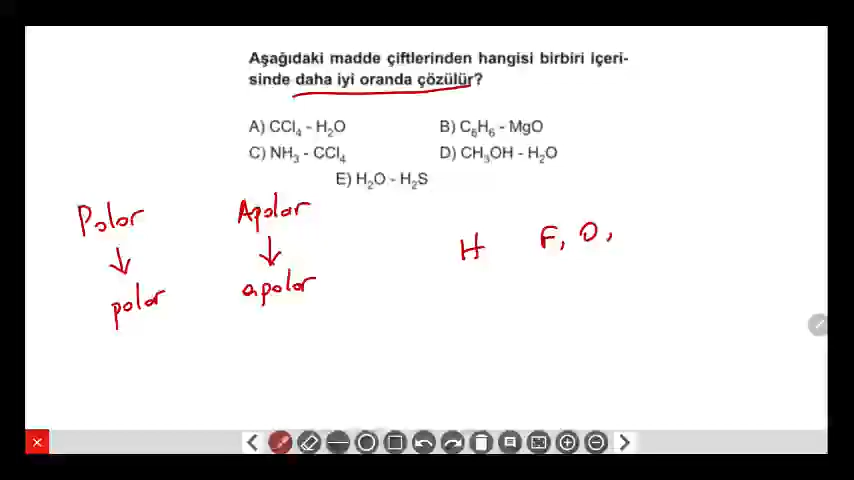 Aşağıdaki madde çiftlerinden hangisi birbiri içeri-
sinde daha iyi oranda çözülür?
A) CCl₄ - H₂O B) C₆H₆ - MgO
C) NH₃ - CCl₄ D) CH₃OH - H₂O
E) H₂O - H₂S
Polar Apolar
H F, O,
polar apolar